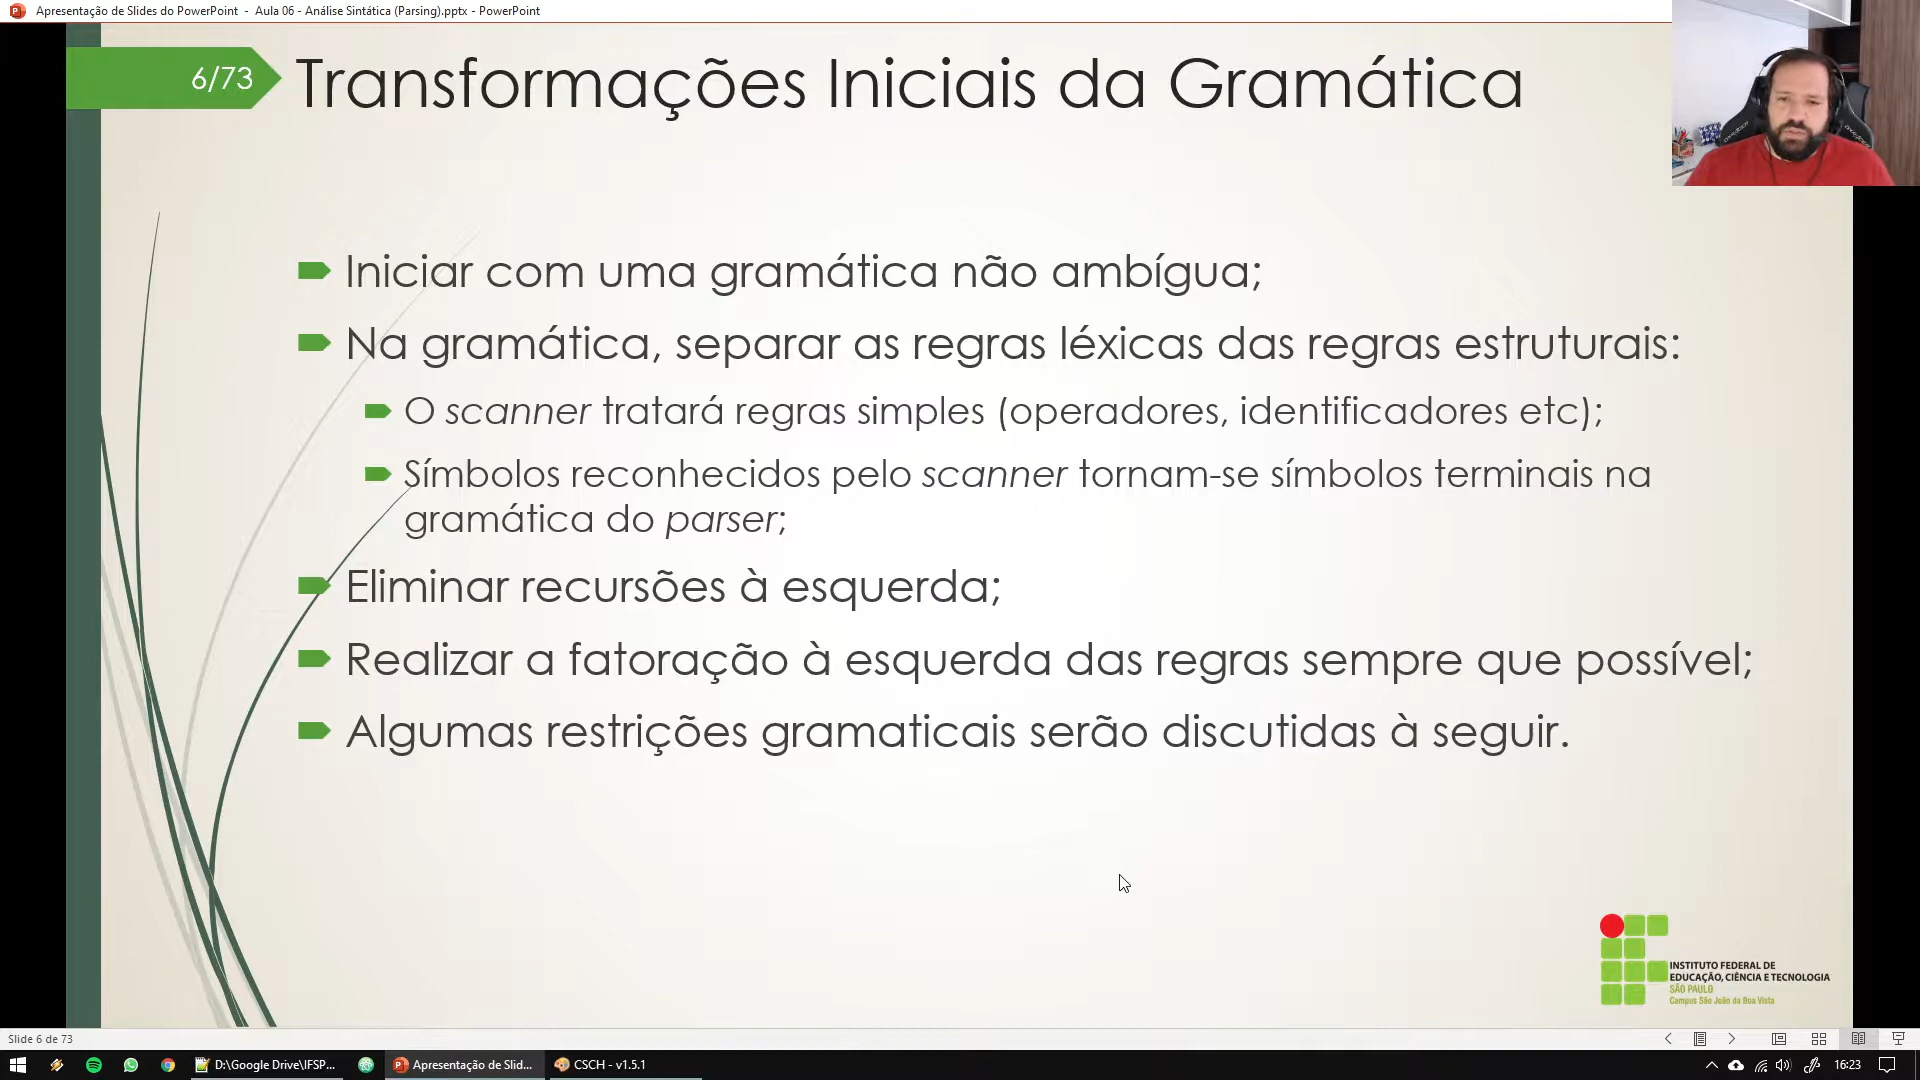 Apresentação de Slides do PowerPoint - Aula 06 - Análise Sintática (Parsing).pptx - PowerPoint
6/73
Transformações Iniciais da Gramática
Iniciar com uma gramática não ambígua;
Na gramática, separar as regras léxicas das regras estruturais:
O scanner tratará regras simples (operadores, identificadores etc);
Símbolos reconhecidos pelo scanner tornam-se símbolos terminais na
gramática do parser;
Eliminar recursões à esquerda;
Realizar a fatoração à esquerda das regras sempre que possível;
Algumas restrições gramaticais serão discutidas à seguir.
INSTITUTO FEDERAL DE
EDUCAÇÃO, CIÊNCIA E TECNOLOGIA
SÃO PAULO
Campus São João da Boa Vista
Slide 6 de 73
D:\Google Drive\IFSP...
Apresentação de Slid...
CSCH - v1.5.1
16:23